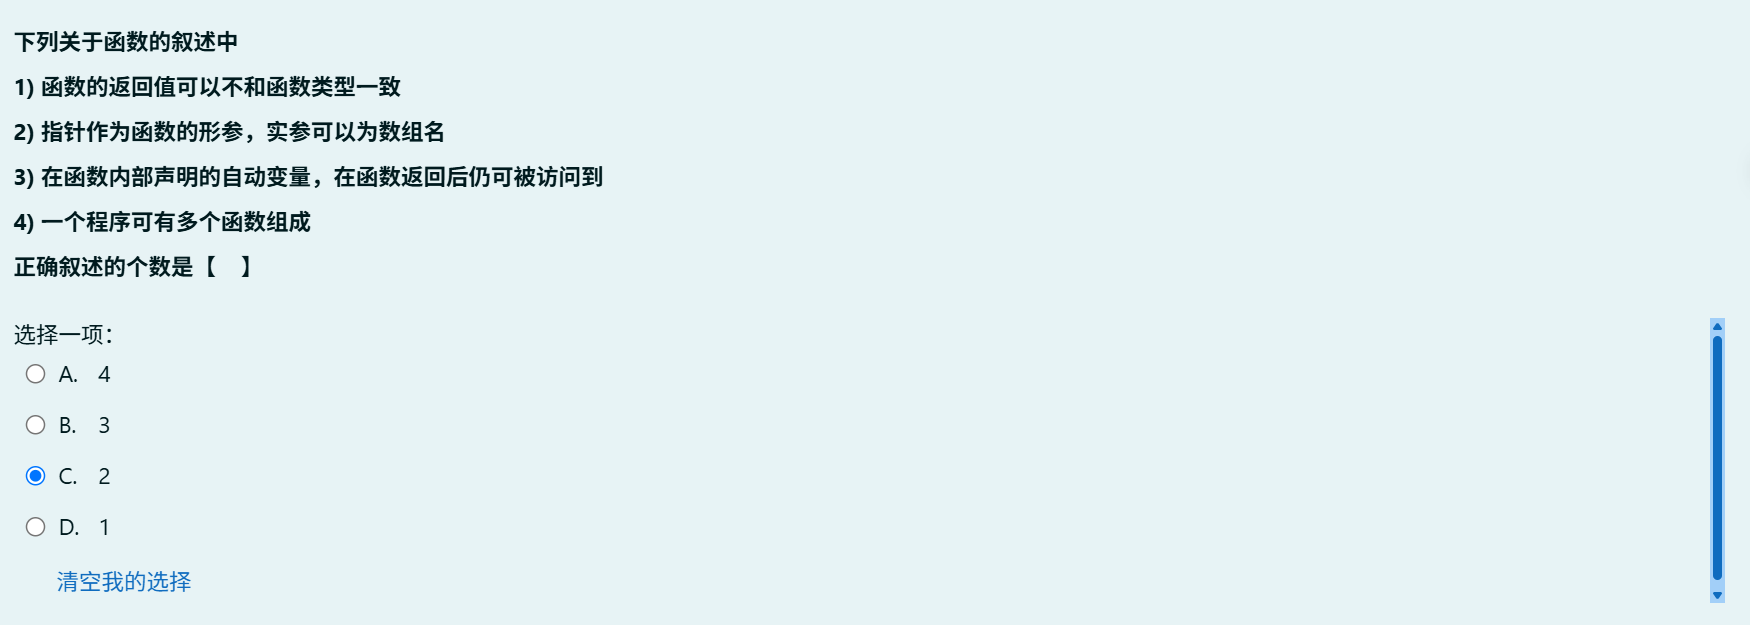 下列关于函数的叙述中
1) 函数的返回值可以不和函数类型一致
2) 指针作为函数的形参，实参可以为数组名
3) 在函数内部声明的自动变量，在函数返回后仍可被访问到
4) 一个程序可有多个函数组成
正确叙述的个数是【　】
选择一项：
A. 4
B. 3
C. 2
D. 1
清空我的选择